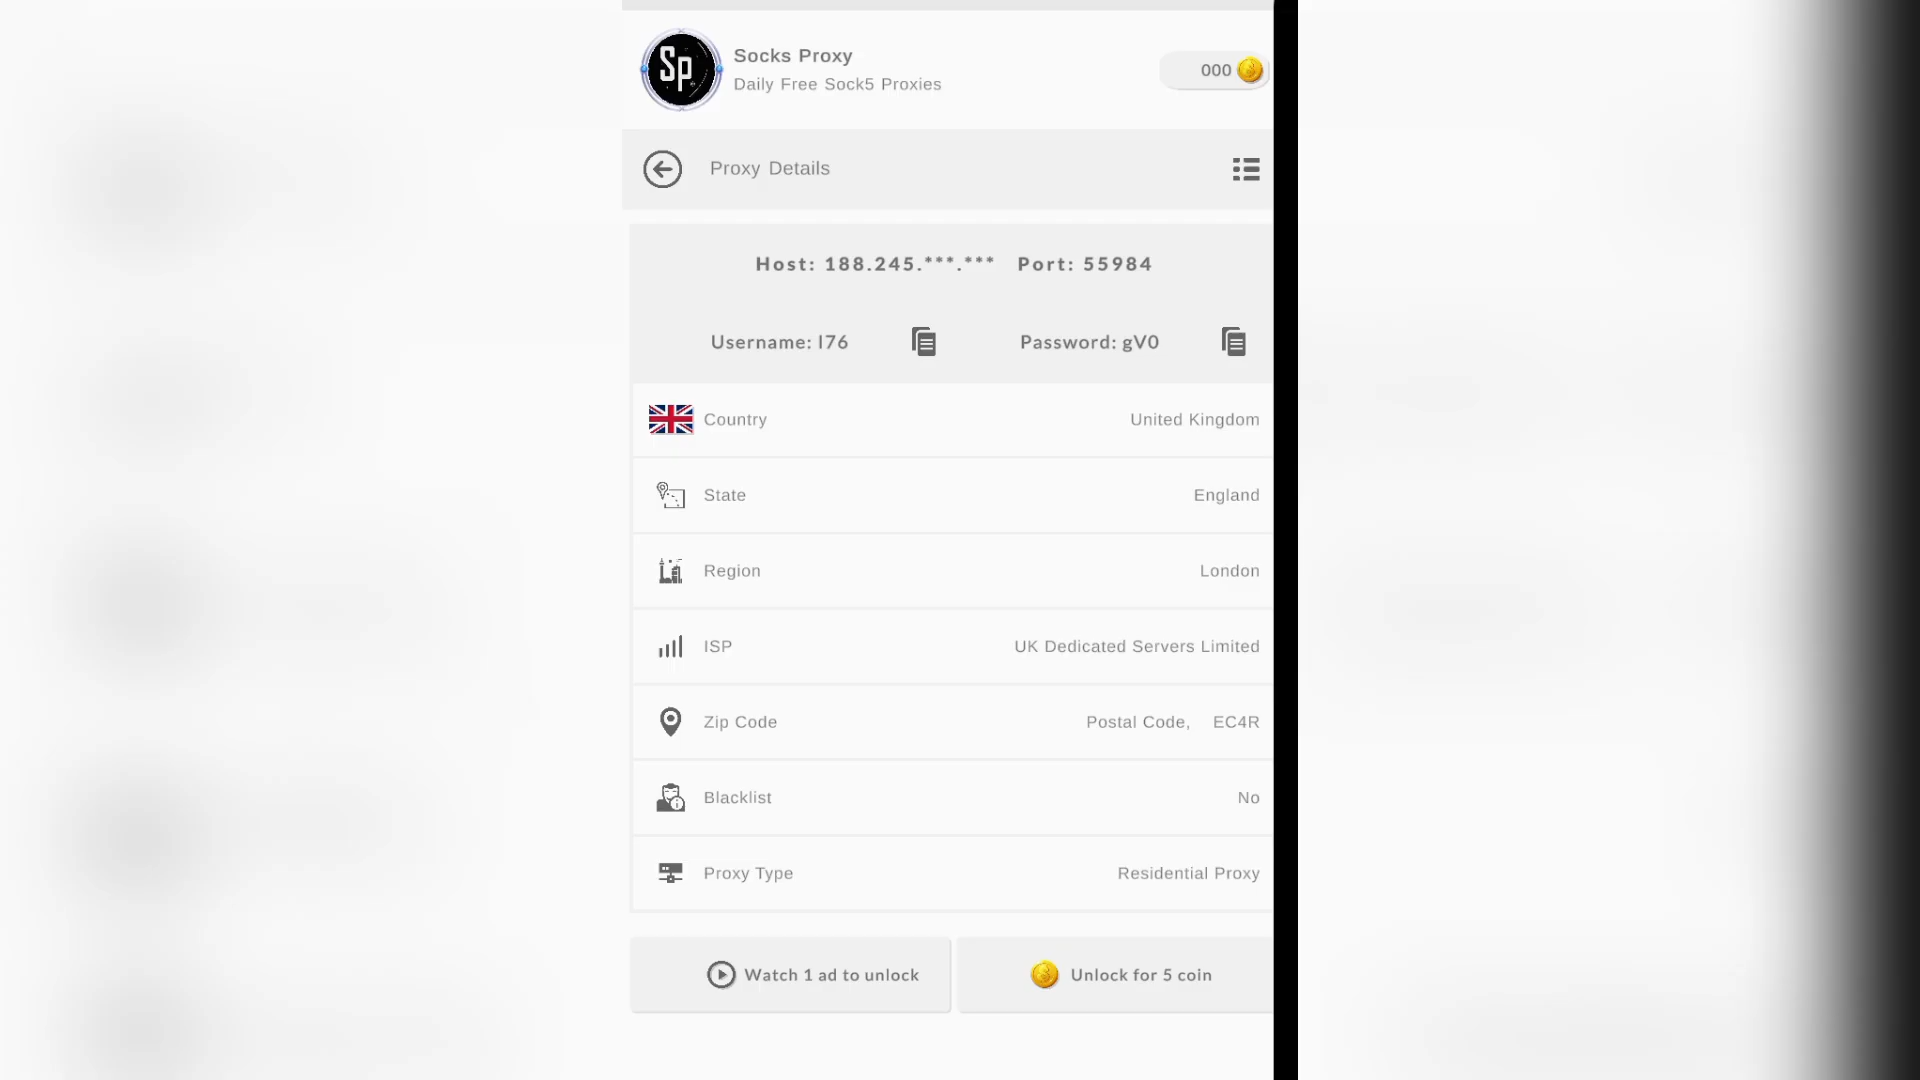 Sp
Socks Proxy
Daily Free Sock5 Proxies
000
Proxy Details
Host: 188.245.***.*** Port: 55984
Username: I76 Password: gV0
Country United Kingdom
State England
Region London
ISP UK Dedicated Servers Limited
Zip Code Postal Code, EC4R
Blacklist No
Proxy Type Residential Proxy
Watch 1 ad to unlock Unlock for 5 coin